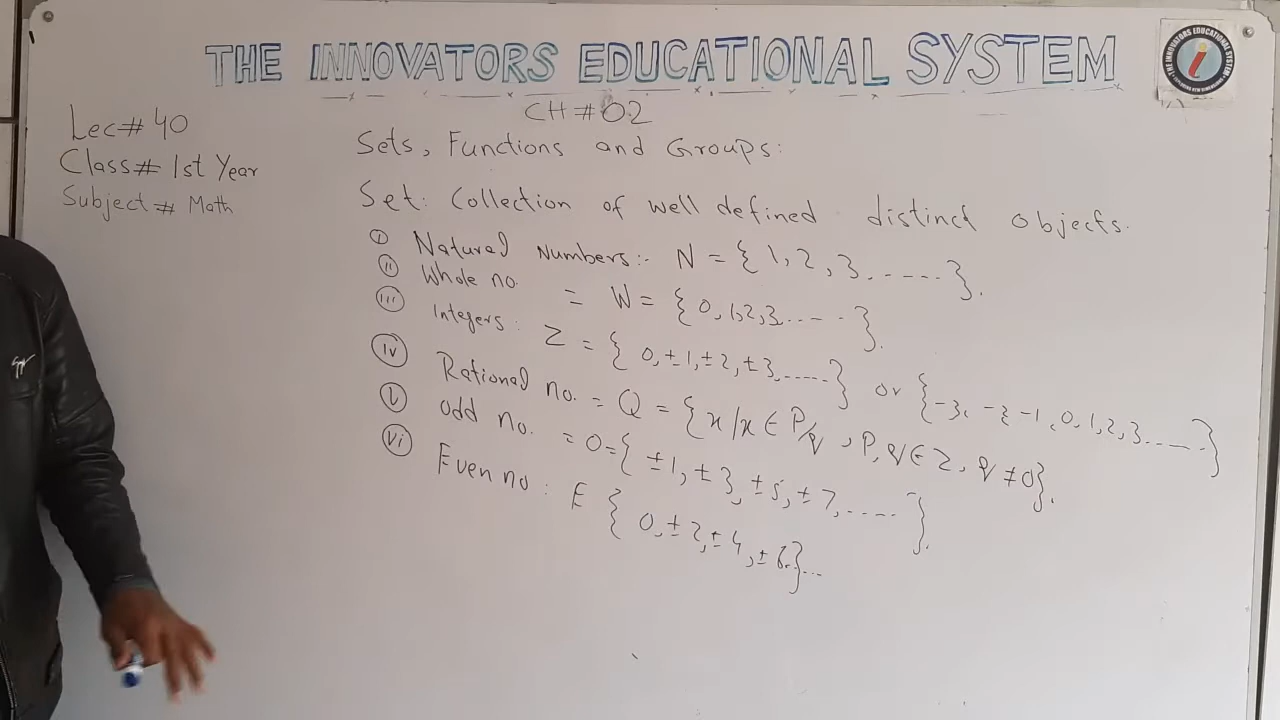 THE INNOVATORS EDUCATIONAL SYSTEM
CH # 02
Lec # 40
Class # 1st Year
Subject # Math
Sets, Functions and Groups:
Set: Collection of well defined distinct objects.
(i) Natural Numbers:- N = {1, 2, 3, ......}.
(ii) Whole no. = W = {0, 1, 2, 3, .....}.
(iii) Integers: Z = {0, ±1, ±2, ±3, ......} or {-3, -2 -1, 0, 1, 2, 3......}
(iv) Rational no. = Q = {x/x ∈ P/q, P, q ∈ Z, q ≠ 0}.
(v) Odd no. = O = {±1, ±3, ±5, ±7, ......}.
(vi) Even no: E {0, ±2, ±4, ±6.}...